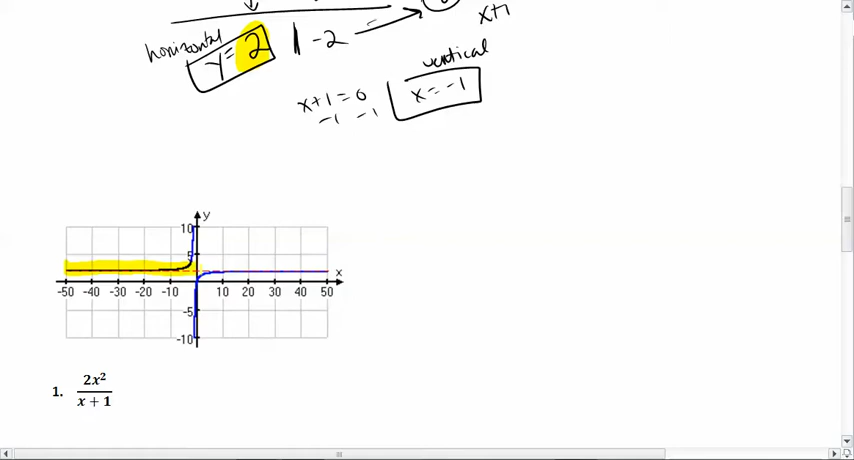 x+1
horizontal y = 2 | -2
vertical
x+1 = 0 x = -1
-1 -1
y
10
5
x
-50 -40 -30 -20 -10 10 20 30 40 50
-5
-10
1. 2x²
x + 1